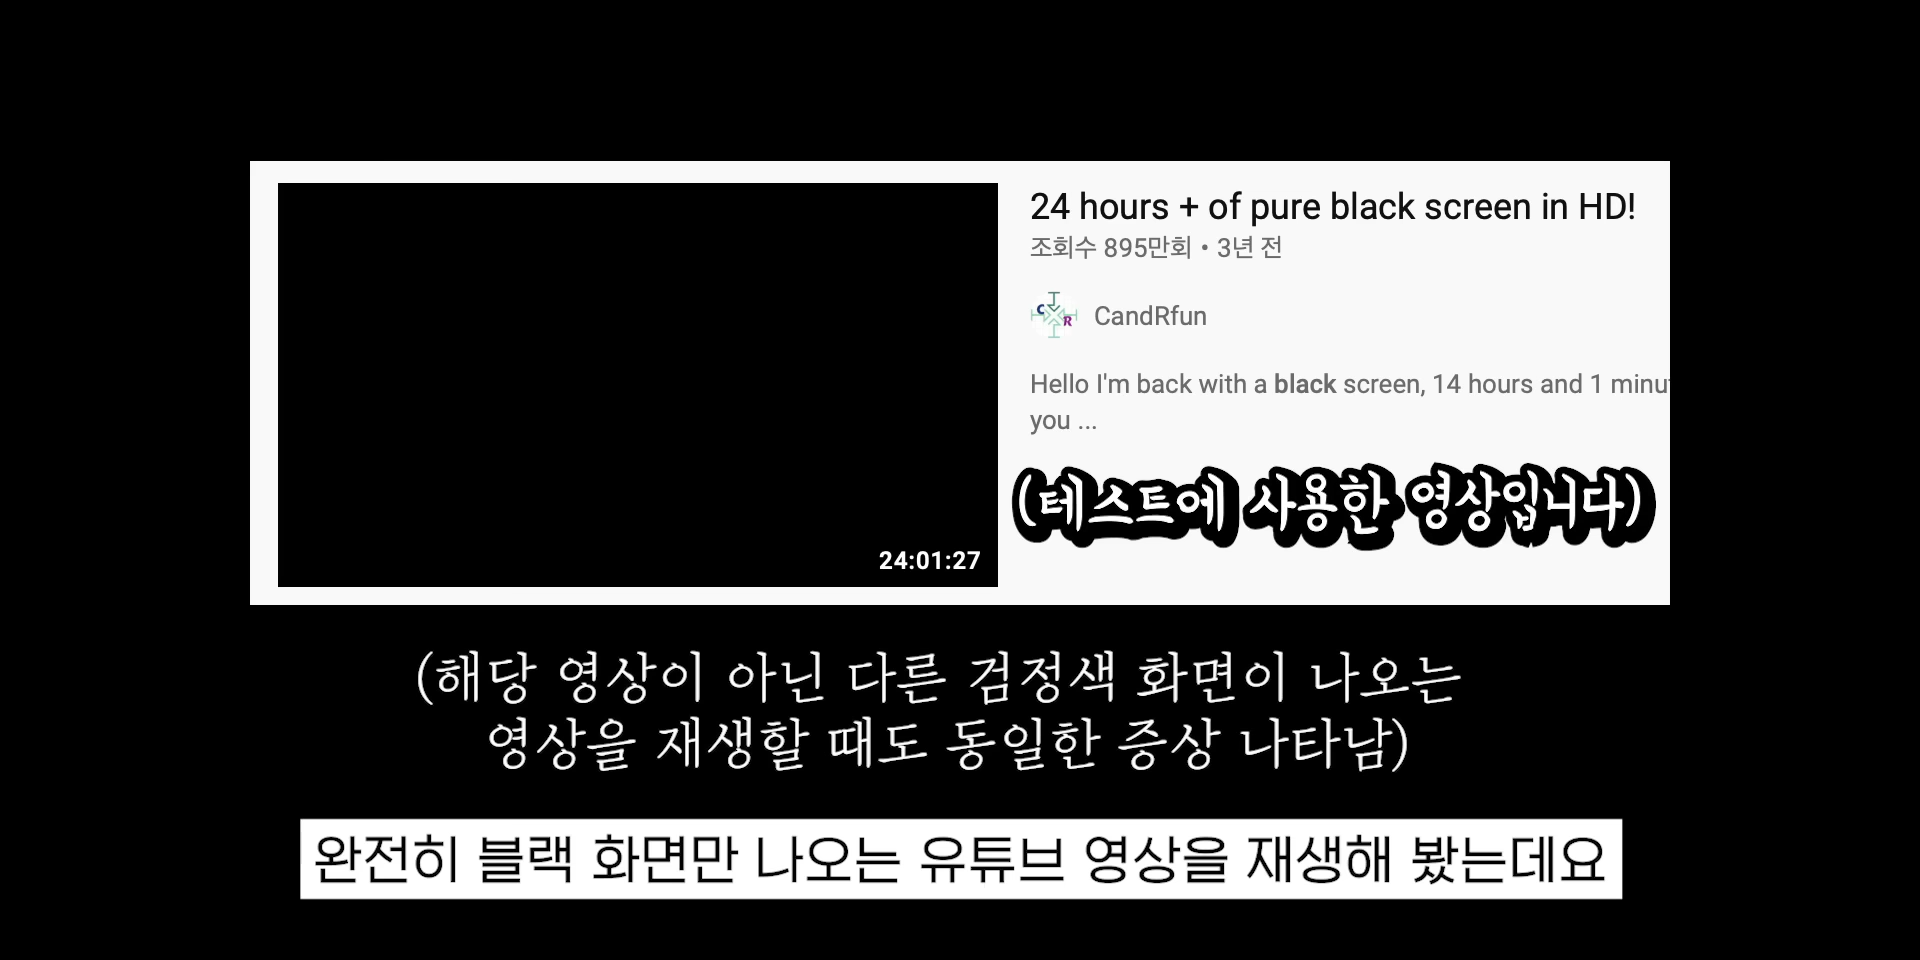 24 hours + of pure black screen in HD!
조회수 895만회 • 3년 전
C J R I
CandRfun
Hello I'm back with a black screen, 14 hours and 1 minu
you ...
(테스트에 사용한 영상입니다)
24:01:27
(해당 영상이 아닌 다른 검정색 화면이 나오는
영상을 재생할 때도 동일한 증상 나타남)
완전히 블랙 화면만 나오는 유튜브 영상을 재생해 봤는데요